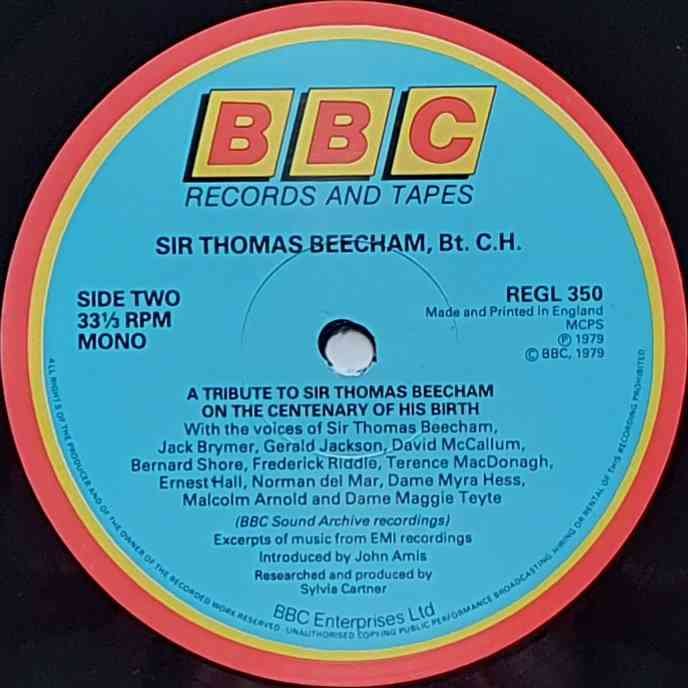 BBC
RECORDS AND TAPES
SIR THOMAS BEECHAM, Bt. C.H.
SIDE TWO
33⅓ RPM
MONO
REGL 350
Made and Printed in England
MCPS
Ⓟ 1979
© BBC, 1979
A TRIBUTE TO SIR THOMAS BEECHAM
ON THE CENTENARY OF HIS BIRTH
With the voices of Sir Thomas Beecham,
Jack Brymer, Gerald Jackson, David McCallum,
Bernard Shore, Frederick Riddle, Terence MacDonagh,
Ernest Hall, Norman del Mar, Dame Myra Hess,
Malcolm Arnold and Dame Maggie Teyte
(BBC Sound Archive recordings)
Excerpts of music from EMI recordings
Introduced by John Amis
Researched and produced by
Sylvia Cartner
BBC Enterprises Ltd
ALL RIGHTS OF THE PRODUCER AND OF THE OWNER OF THE RECORDED WORK RESERVED · UNAUTHORISED COPYING PUBLIC PERFORMANCE BROADCASTING HIRING OR RENTAL OF THIS RECORDING PROHIBITED